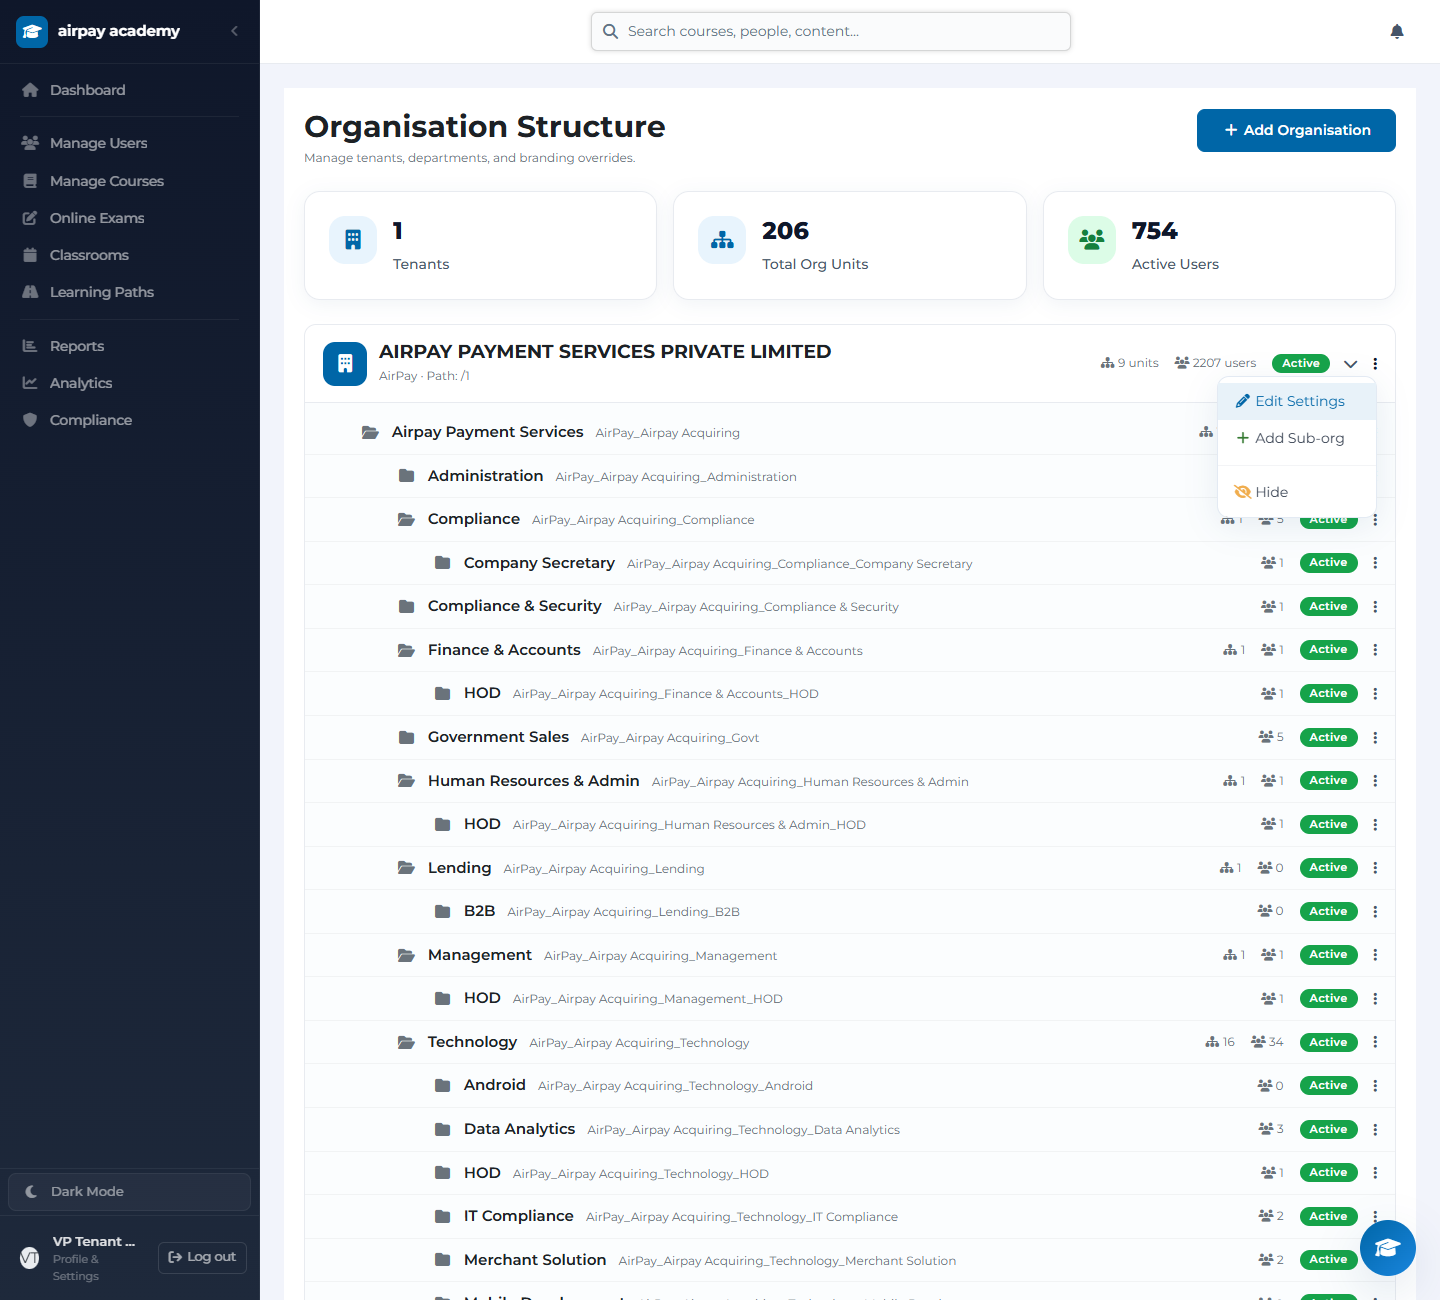 airpay academy
Search courses, people, content...
Dashboard
Manage Users
Manage Courses
Online Exams
Classrooms
Learning Paths
Reports
Analytics
Compliance
Dark Mode
VP Tenant ...
Profile &
Settings
VT
Log out
Organisation Structure
Manage tenants, departments, and branding overrides.
Add Organisation
1
Tenants
206
Total Org Units
754
Active Users
AIRPAY PAYMENT SERVICES PRIVATE LIMITED
AirPay · Path: /1
9 units 2207 users Active
Edit Settings
Add Sub-org
Hide
Airpay Payment Services AirPay_Airpay Acquiring
Administration AirPay_Airpay Acquiring_Administration
Compliance AirPay_Airpay Acquiring_Compliance 1 5 Active
Company Secretary AirPay_Airpay Acquiring_Compliance_Company Secretary 1 Active
Compliance & Security AirPay_Airpay Acquiring_Compliance & Security 1 Active
Finance & Accounts AirPay_Airpay Acquiring_Finance & Accounts 1 1 Active
HOD AirPay_Airpay Acquiring_Finance & Accounts_HOD 1 Active
Government Sales AirPay_Airpay Acquiring_Govt 5 Active
Human Resources & Admin AirPay_Airpay Acquiring_Human Resources & Admin 1 1 Active
HOD AirPay_Airpay Acquiring_Human Resources & Admin_HOD 1 Active
Lending AirPay_Airpay Acquiring_Lending 1 0 Active
B2B AirPay_Airpay Acquiring_Lending_B2B 0 Active
Management AirPay_Airpay Acquiring_Management 1 1 Active
HOD AirPay_Airpay Acquiring_Management_HOD 1 Active
Technology AirPay_Airpay Acquiring_Technology 16 34 Active
Android AirPay_Airpay Acquiring_Technology_Android 0 Active
Data Analytics AirPay_Airpay Acquiring_Technology_Data Analytics 3 Active
HOD AirPay_Airpay Acquiring_Technology_HOD 1 Active
IT Compliance AirPay_Airpay Acquiring_Technology_IT Compliance 2 Active
Merchant Solution AirPay_Airpay Acquiring_Technology_Merchant Solution 2 Active